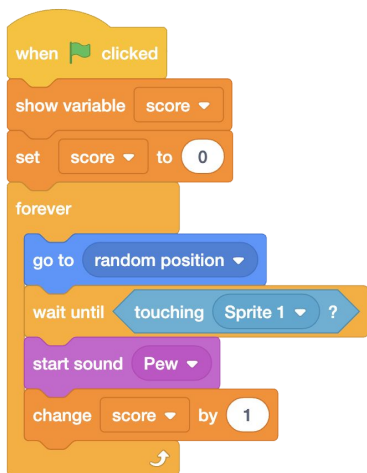 when clicked
show variable score
set score to 0
forever
go to random position
wait until touching Sprite 1 ?
start sound Pew
change score by 1